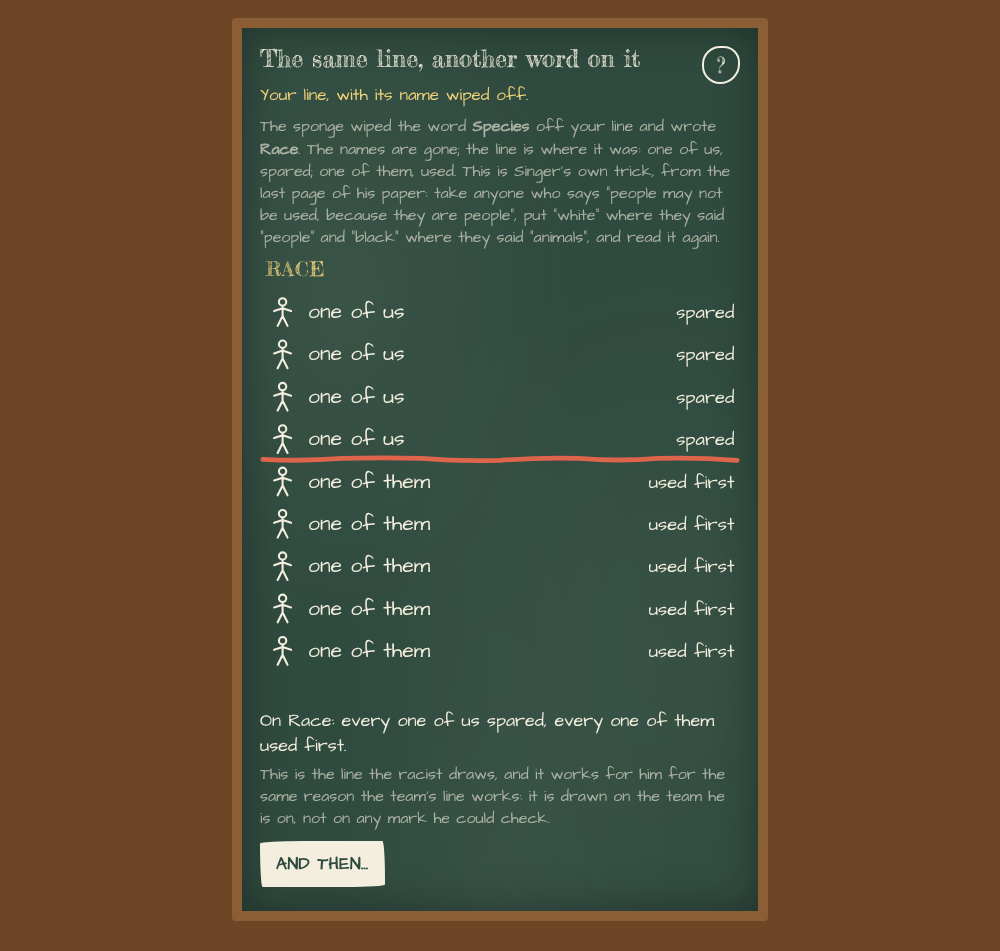 The same line, another word on it
?
Your line, with its name wiped off.
The sponge wiped the word Species off your line and wrote
Race. The names are gone; the line is where it was: one of us,
spared; one of them, used. This is Singer's own trick, from the
last page of his paper: take anyone who says "people may not
be used, because they are people", put "white" where they said
"people" and "black" where they said "animals", and read it again.
RACE
one of us spared
one of us spared
one of us spared
one of us spared
one of them used first
one of them used first
one of them used first
one of them used first
one of them used first
On Race: every one of us spared, every one of them
used first.
This is the line the racist draws, and it works for him for the
same reason the team's line works: it is drawn on the team he
is on, not on any mark he could check.
AND THEN...